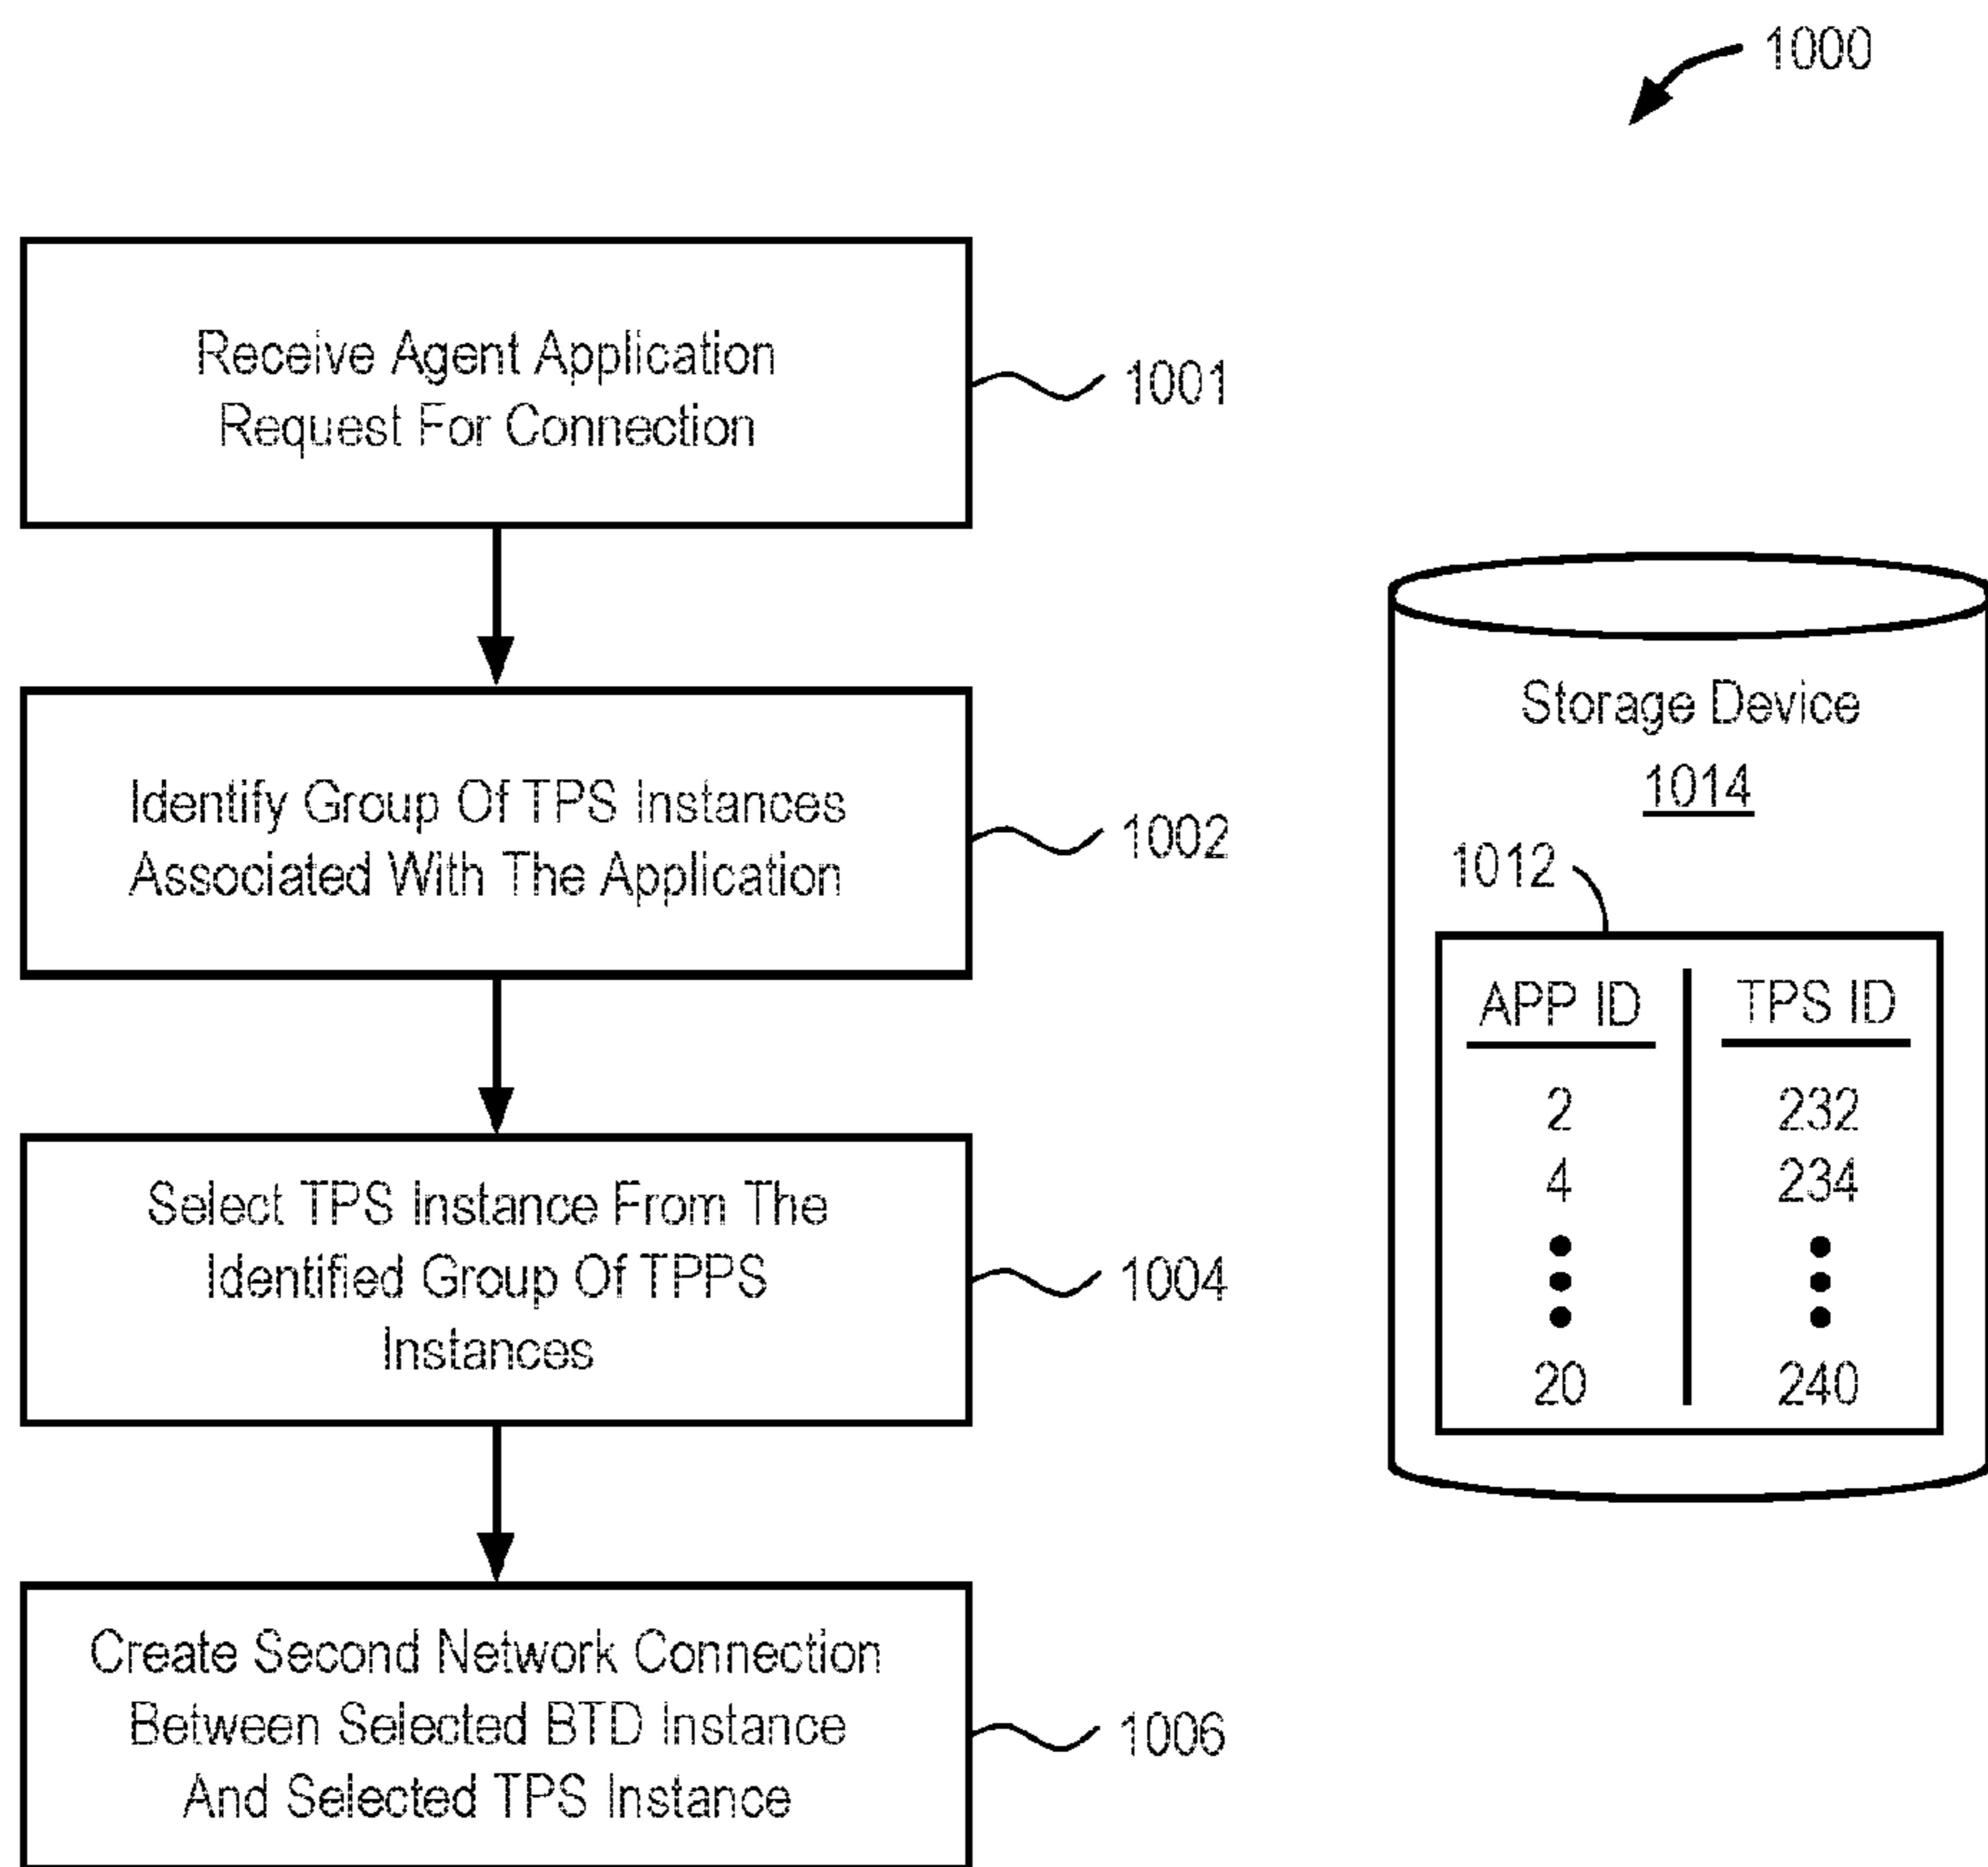 1000
Receive Agent Application
Request For Connection
1001
Identify Group Of TPS Instances
Associated With The Application
1002
Select TPS Instance From The
Identified Group Of TPPS
Instances
1004
Create Second Network Connection
Between Selected BTD Instance
And Selected TPS Instance
1006
Storage Device
1014
1012
APP ID TPS ID
2 232
4 234
20 240